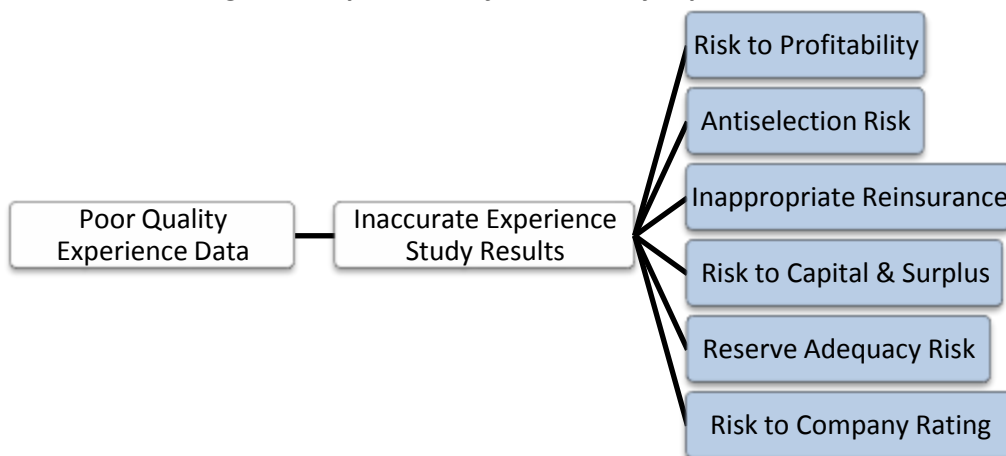 Risk to Profitability
Antiselection Risk
Inappropriate Reinsurance
Poor Quality
Experience Data
Inaccurate Experience
Study Results
Risk to Capital & Surplus
Reserve Adequacy Risk
Risk to Company Rating